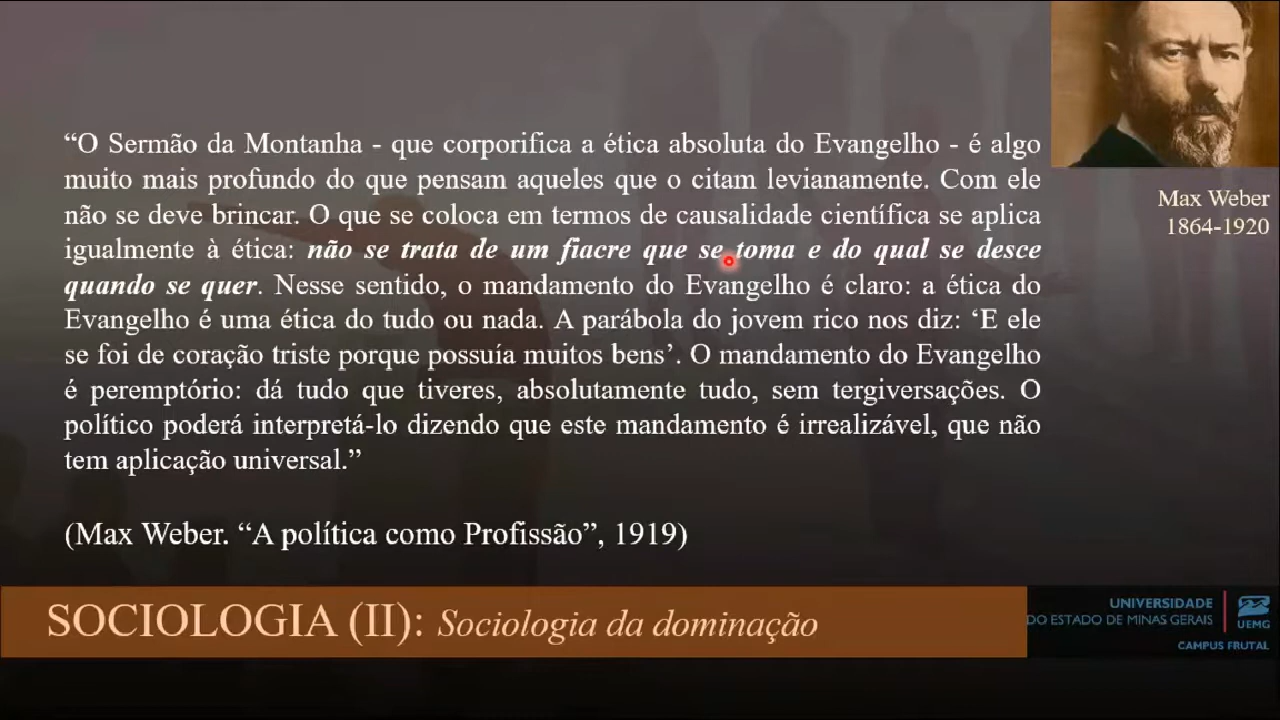 “O Sermão da Montanha - que corporifica a ética absoluta do Evangelho - é algo
muito mais profundo do que pensam aqueles que o citam levianamente. Com ele
não se deve brincar. O que se coloca em termos de causalidade científica se aplica
igualmente à ética: não se trata de um fiacre que se toma e do qual se desce
quando se quer. Nesse sentido, o mandamento do Evangelho é claro: a ética do
Evangelho é uma ética do tudo ou nada. A parábola do jovem rico nos diz: ‘E ele
se foi de coração triste porque possuía muitos bens’. O mandamento do Evangelho
é peremptório: dá tudo que tiveres, absolutamente tudo, sem tergiversações. O
político poderá interpretá-lo dizendo que este mandamento é irrealizável, que não
tem aplicação universal.”
(Max Weber. “A política como Profissão”, 1919)
Max Weber
1864-1920
SOCIOLOGIA (II): Sociologia da dominação
UNIVERSIDADE
DO ESTADO DE MINAS GERAIS
UEMG
CAMPUS FRUTAL